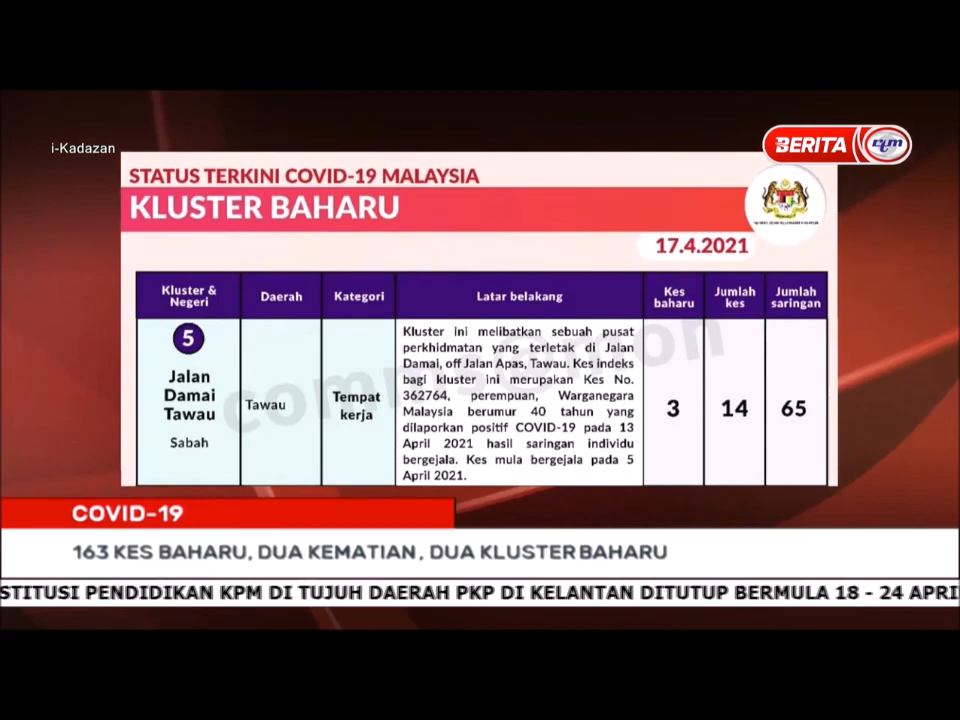 i-Kadazan
BERITA rtm
STATUS TERKINI COVID-19 MALAYSIA
KLUSTER BAHARU
17.4.2021
Kluster & Negeri
Daerah
Kategori
Latar belakang
Kes baharu
Jumlah kes
Jumlah saringan
5
Jalan
Damai
Tawau
Sabah
Tawau
Tempat
kerja
Kluster ini melibatkan sebuah pusat
perkhidmatan yang terletak di Jalan
Damai, off Jalan Apas, Tawau. Kes indeks
bagi kluster ini merupakan Kes No.
362764, perempuan, Warganegara
Malaysia berumur 40 tahun yang
dilaporkan positif COVID-19 pada 13
April 2021 hasil saringan individu
bergejala. Kes mula bergejala pada 5
April 2021.
3
14
65
COVID-19
163 KES BAHARU, DUA KEMATIAN, DUA KLUSTER BAHARU
STITUSI PENDIDIKAN KPM DI TUJUH DAERAH PKP DI KELANTAN DITUTUP BERMULA 18 - 24 APRI